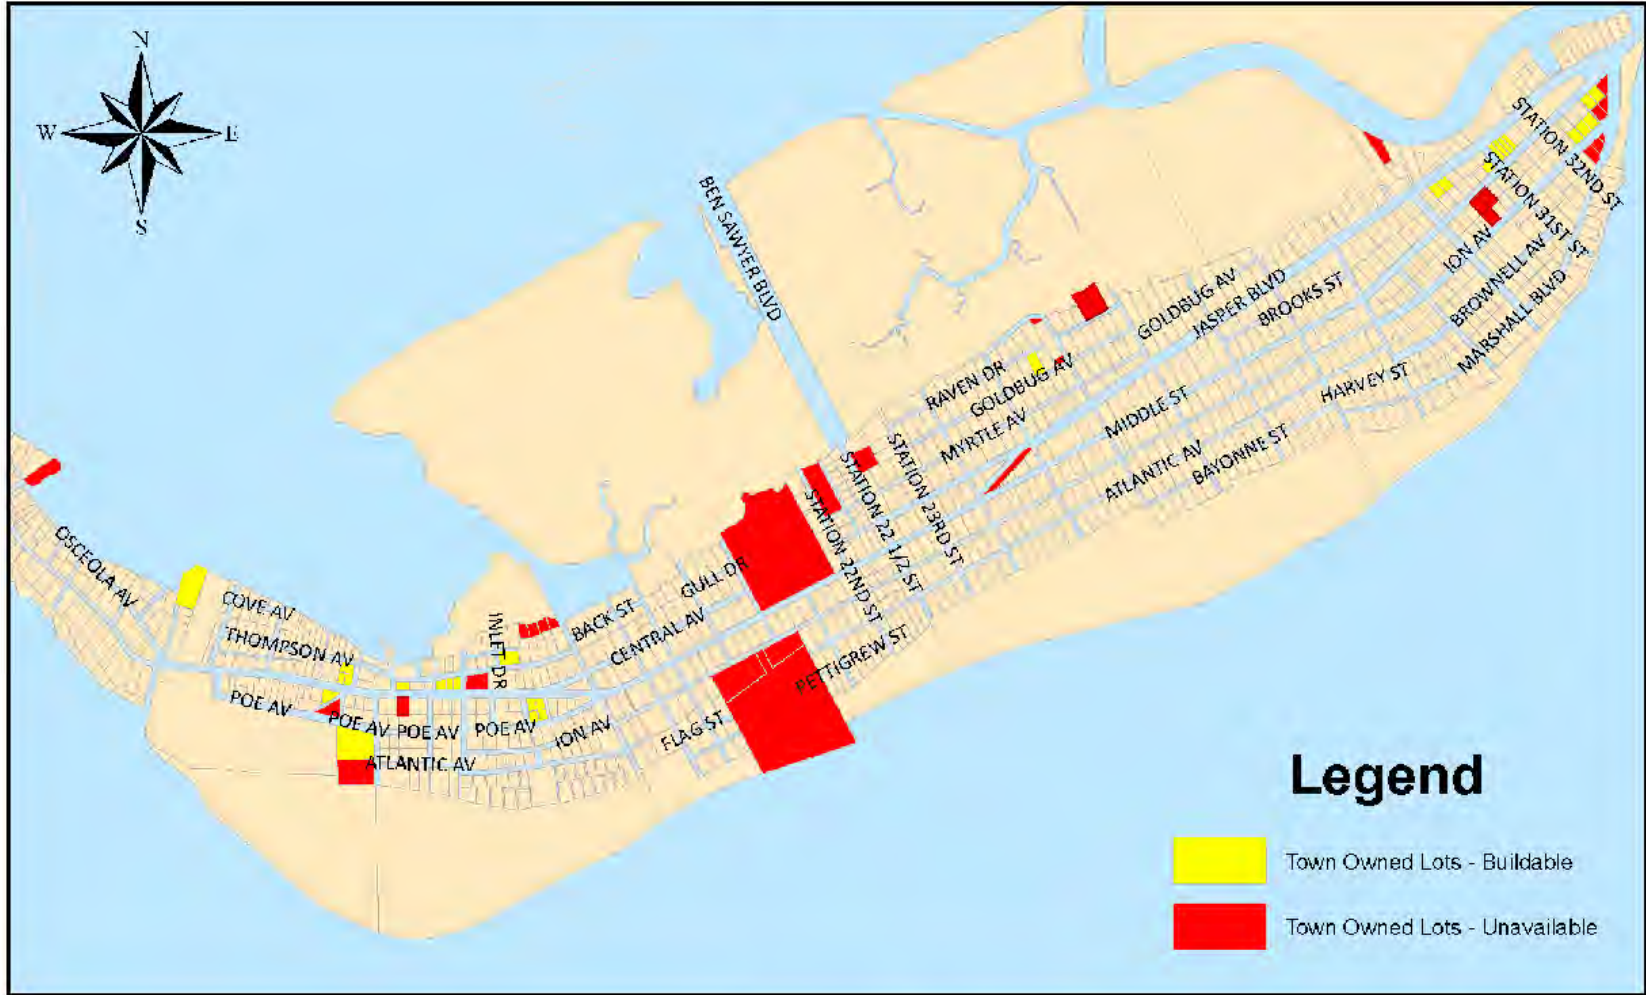 N
W
E
S
BEN SAWYER BLVD
STATION 32ND ST
STATION 31ST ST
ION AV
BROWNELL AV
MARSHALL BLVD
GOLDBUG AV
JASPER BLVD
BROOKS ST
RAVEN DR
GOLDBUG AV
MYRTLE AV
MIDDLE ST
HARVEY ST
ATLANTIC AV
BAYONNE ST
STATION 23RD ST
STATION 22 1/2 ST
STATION 22ND ST
OSCEOLA AV
COVE AV
THOMPSON AV
INLET DR
BACK ST
GULL DR
CENTRAL AV
PETTIGREW ST
POE AV
POE AV
POE AV
POE AV
ION AV
FLAG ST
ATLANTIC AV
Legend
Town Owned Lots - Buildable
Town Owned Lots - Unavailable